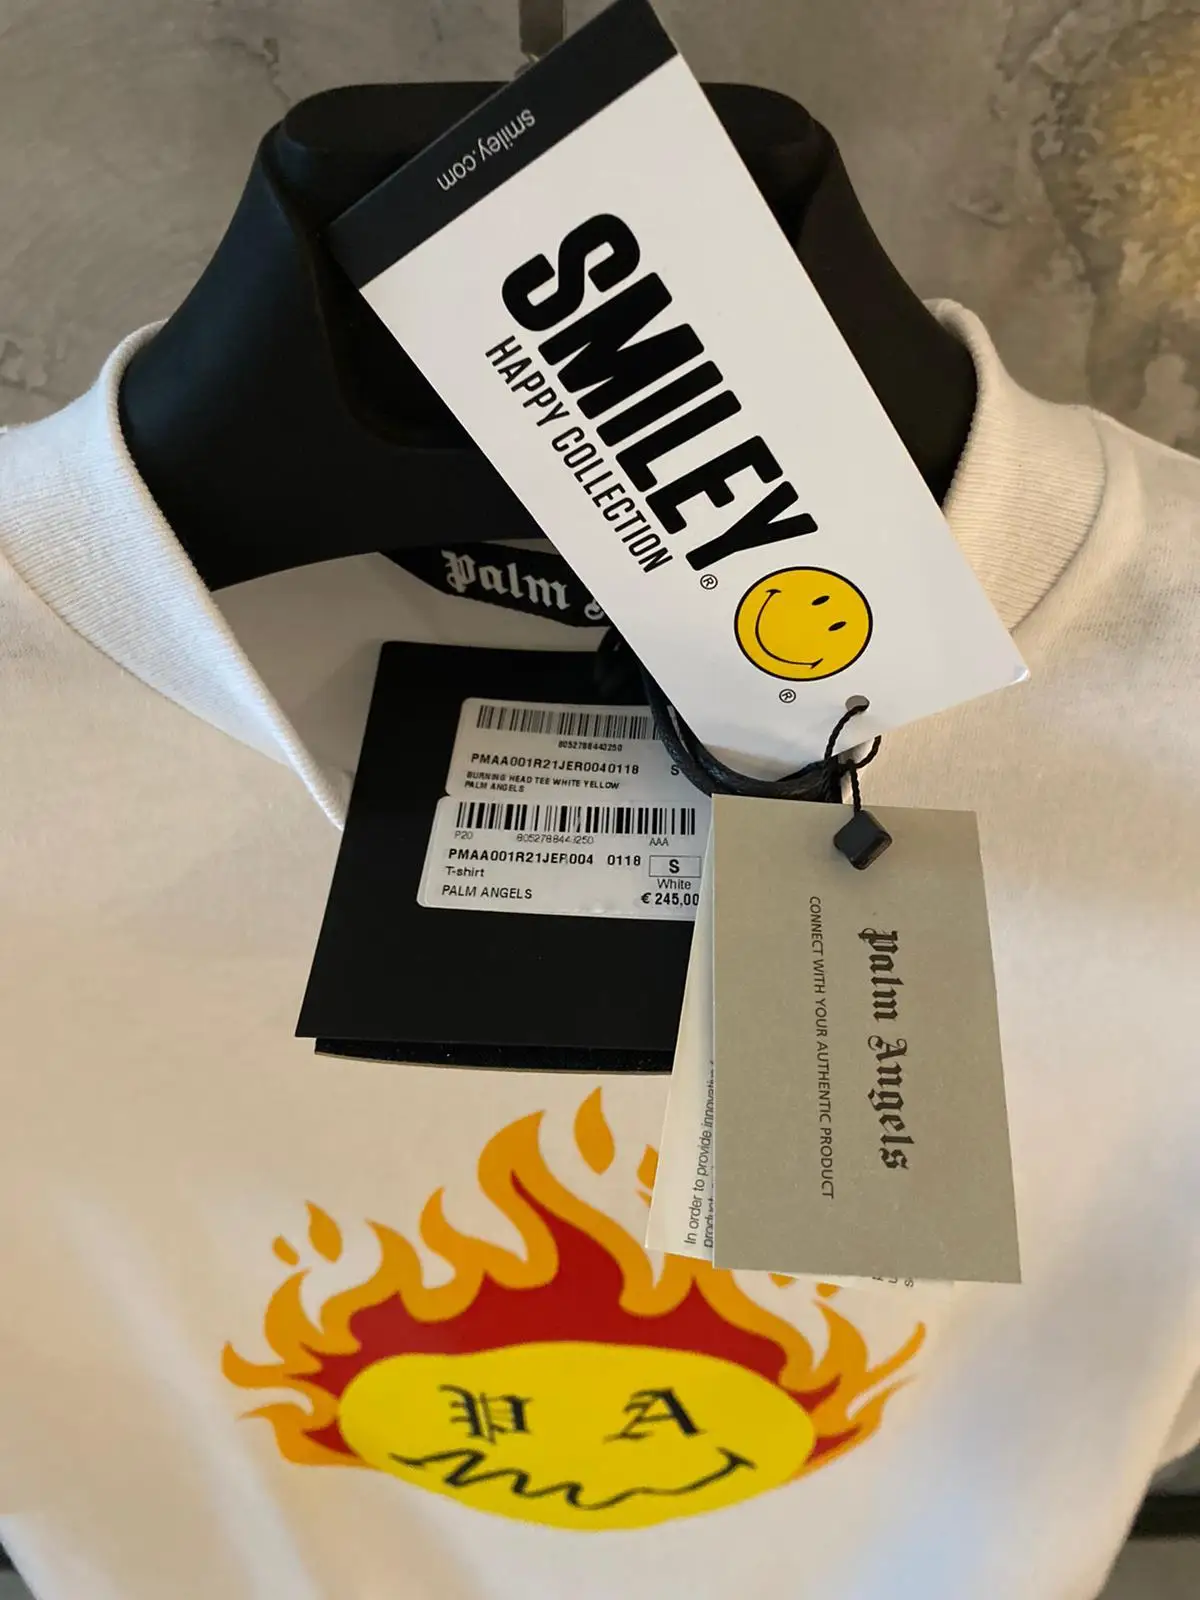 smiley.com
SMILEY®
HAPPY COLLECTION
®
Palm
8052788443250
PMAA001R21JER0040118 S
BURNING HEAD TEE WHITE YELLOW
PALM ANGELS
P20 8052788443250 AAA
PMAA001R21JER004 0118 S
T-shirt
White
PALM ANGELS
€ 245,00
Palm Angels
CONNECT WITH YOUR AUTHENTIC PRODUCT
In order to provide innovative
P A